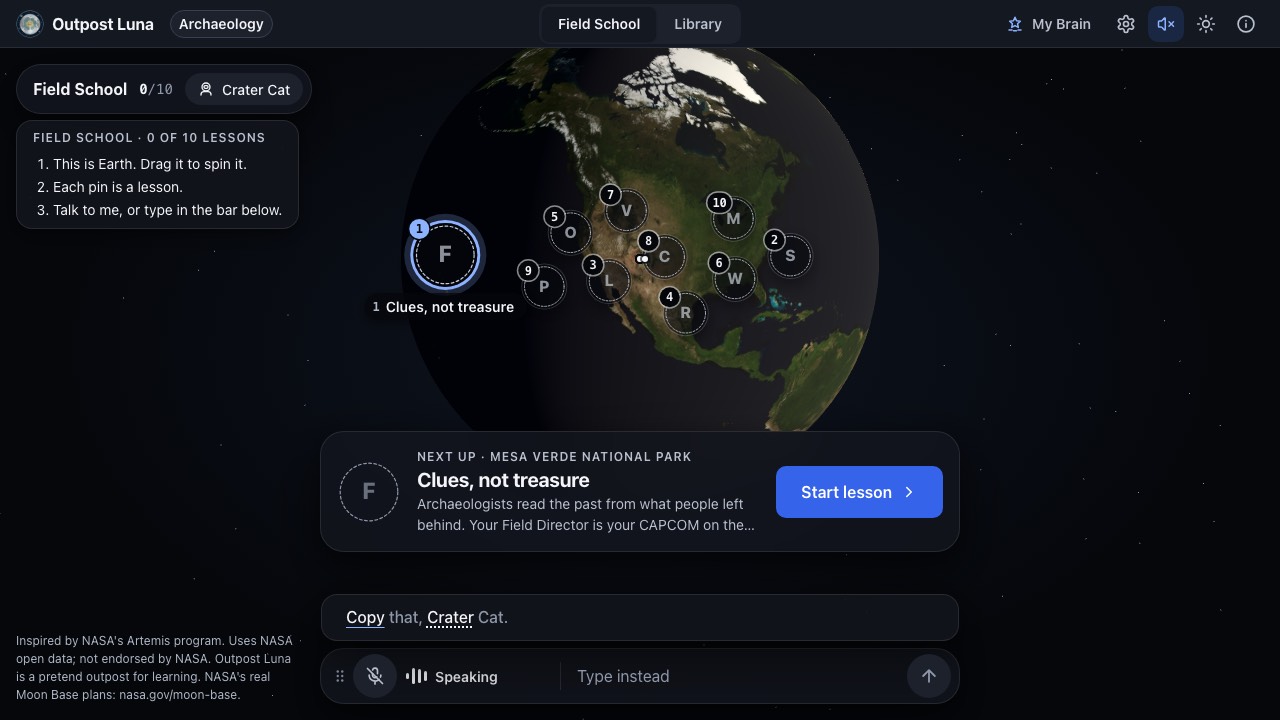 Outpost Luna
Archaeology
Field School
Library
My Brain
Field School 0/10
Crater Cat
FIELD SCHOOL · 0 OF 10 LESSONS
1. This is Earth. Drag it to spin it.
2. Each pin is a lesson.
3. Talk to me, or type in the bar below.
7
V
10
M
5
O
8
C
2
S
1
F
3
L
6
W
9
P
4
R
1 Clues, not treasure
F
NEXT UP · MESA VERDE NATIONAL PARK
Clues, not treasure
Archaeologists read the past from what people left
behind. Your Field Director is your CAPCOM on the…
Start lesson
Copy that, Crater Cat.
Speaking
Type instead
Inspired by NASA's Artemis program. Uses NASA
open data; not endorsed by NASA. Outpost Luna
is a pretend outpost for learning. NASA's real
Moon Base plans: nasa.gov/moon-base.